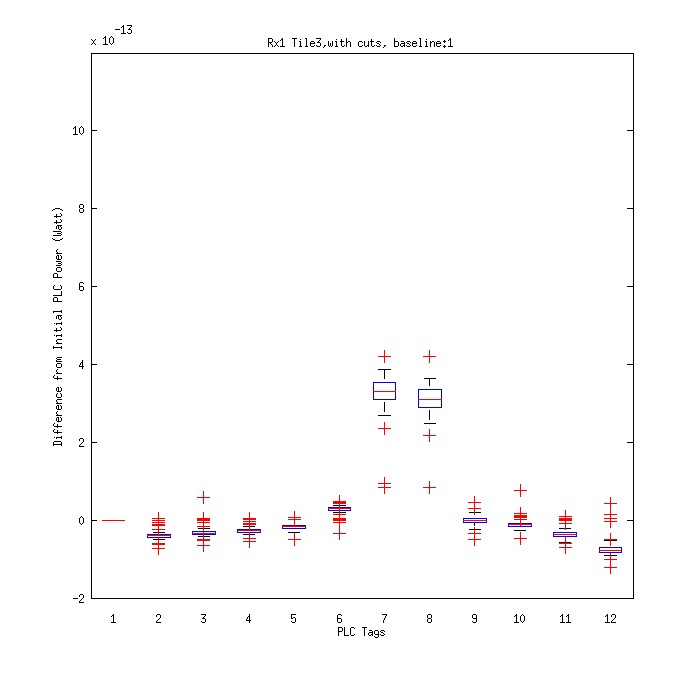 x 10^-13
Rx1 Tile3,with cuts, baseline:1
Difference from Initial PLC Power (Watt)
10
8
6
4
2
0
-2
1 2 3 4 5 6 7 8 9 10 11 12
PLC Tags